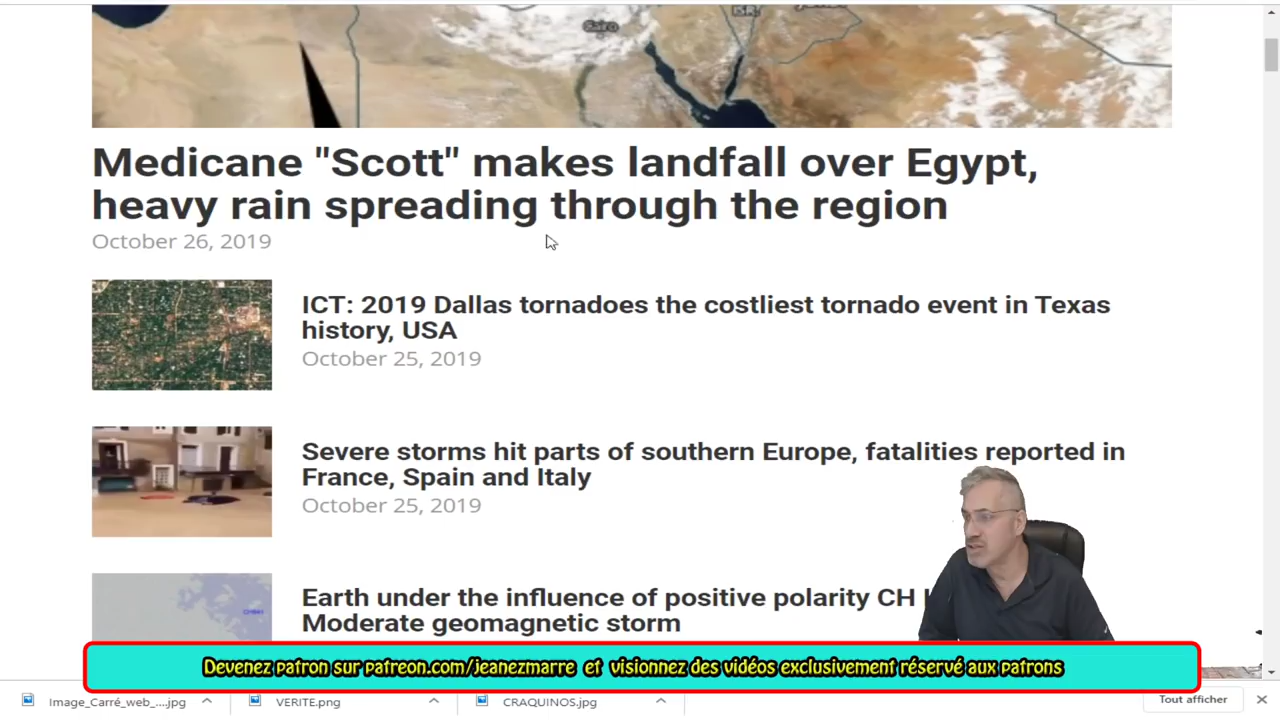 Cairo
ISR.
Medicane "Scott" makes landfall over Egypt,
heavy rain spreading through the region
October 26, 2019
ICT: 2019 Dallas tornadoes the costliest tornado event in Texas
history, USA
October 25, 2019
Severe storms hit parts of southern Europe, fatalities reported in
France, Spain and Italy
October 25, 2019
Earth under the influence of positive polarity CH
Moderate geomagnetic storm
Devenez patron sur patreon.com/jeanezmarre et visionnez des vidéos exclusivement réservé aux patrons
Image_Carré_web_....jpg
VERITE.png
CRAQUINOS.jpg
Tout afficher